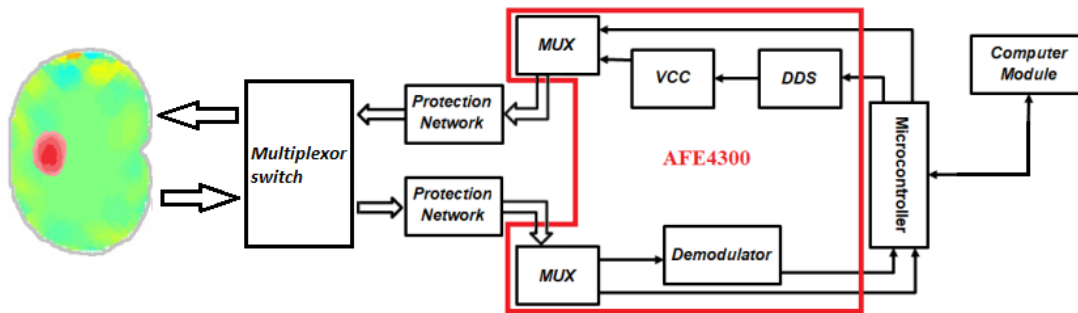 MUX
VCC
DDS
Computer
Module
Protection
Network
Multiplexor
switch
AFE4300
Microcontroller
Protection
Network
MUX
Demodulator